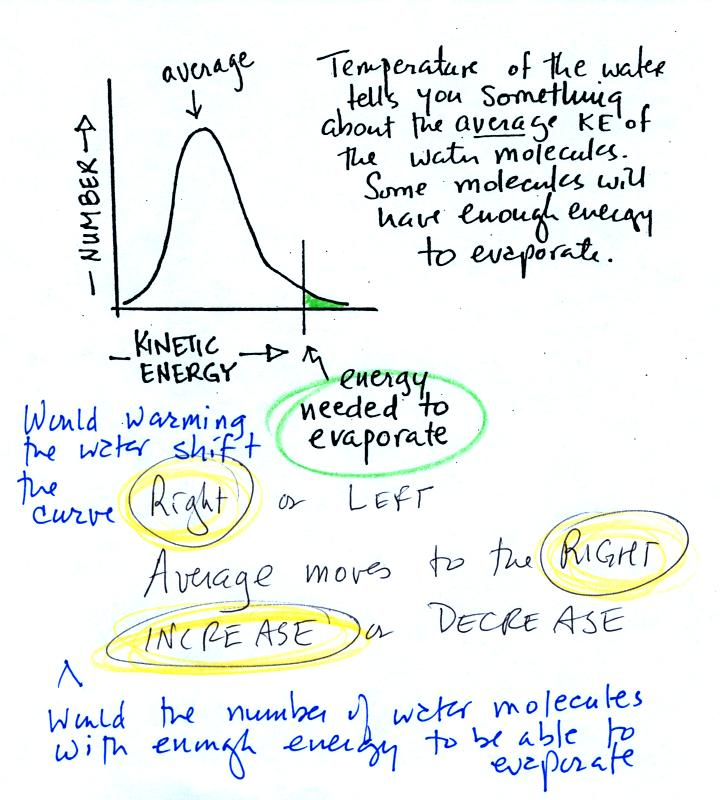 average
Temperature of the water
tells you something
about the average KE of
the water molecules.
Some molecules will
have enough energy
to evaporate.
NUMBER
KINETIC
ENERGY
energy
needed to
evaporate
Would warming
the water shift
the
curve Right or LEFT
Average moves to the RIGHT
INCREASE or DECREASE
Would the number of water molecules
with enough energy to be able to
evaporate